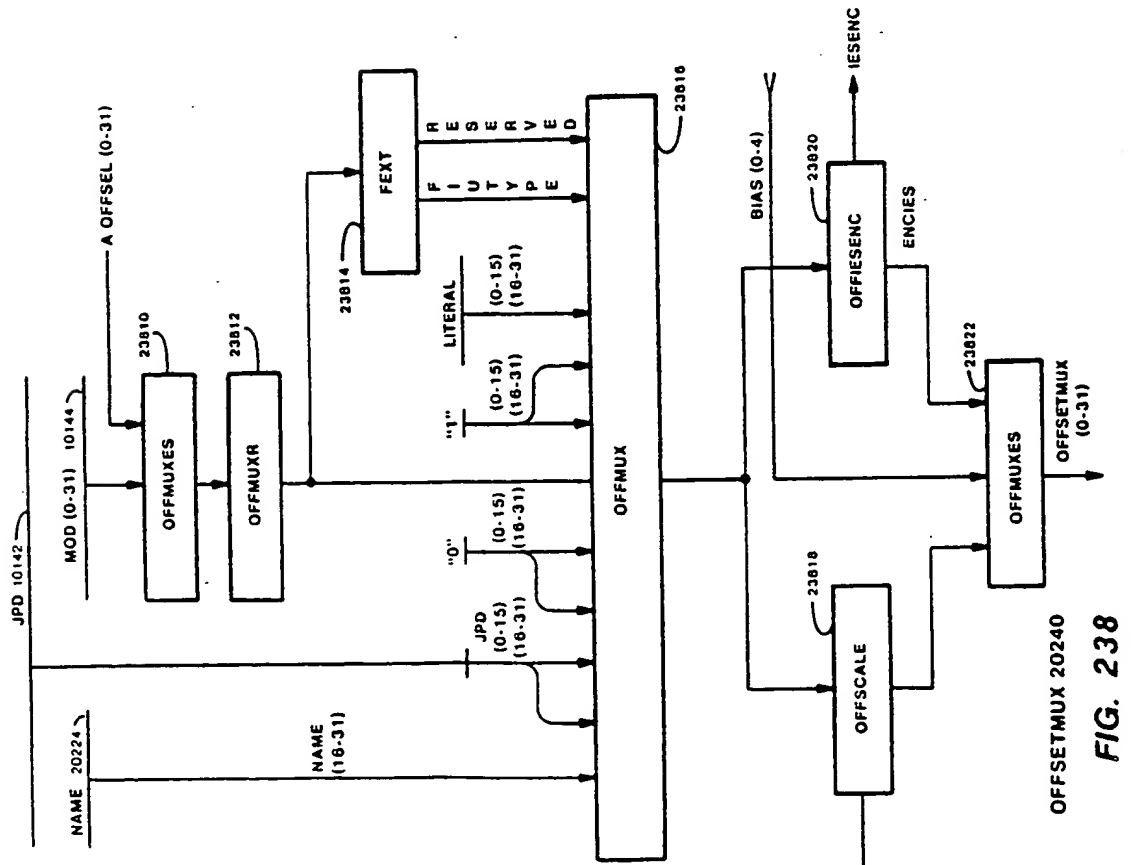 JPD 10142
MOD (0-31) 10144
A OFFSEL (0-31)
NAME 20224
23810
OFFMUXES
23812
OFFMUXR
23814
FEXT
FIUTYPE
RESERVED
NAME
(16-31)
JPD
(0-15)
(16-31)
"0"
(0-15)
(16-31)
"1"
(0-15)
(16-31)
LITERAL
(0-15)
(16-31)
OFFMUX
23816
BIAS (0-4)
23818
OFFSCALE
23820
OFFIESENC
IESENC
ENCIES
23822
OFFMUXES
OFFSETMUX
(0-31)
OFFSETMUX 20240
FIG. 238